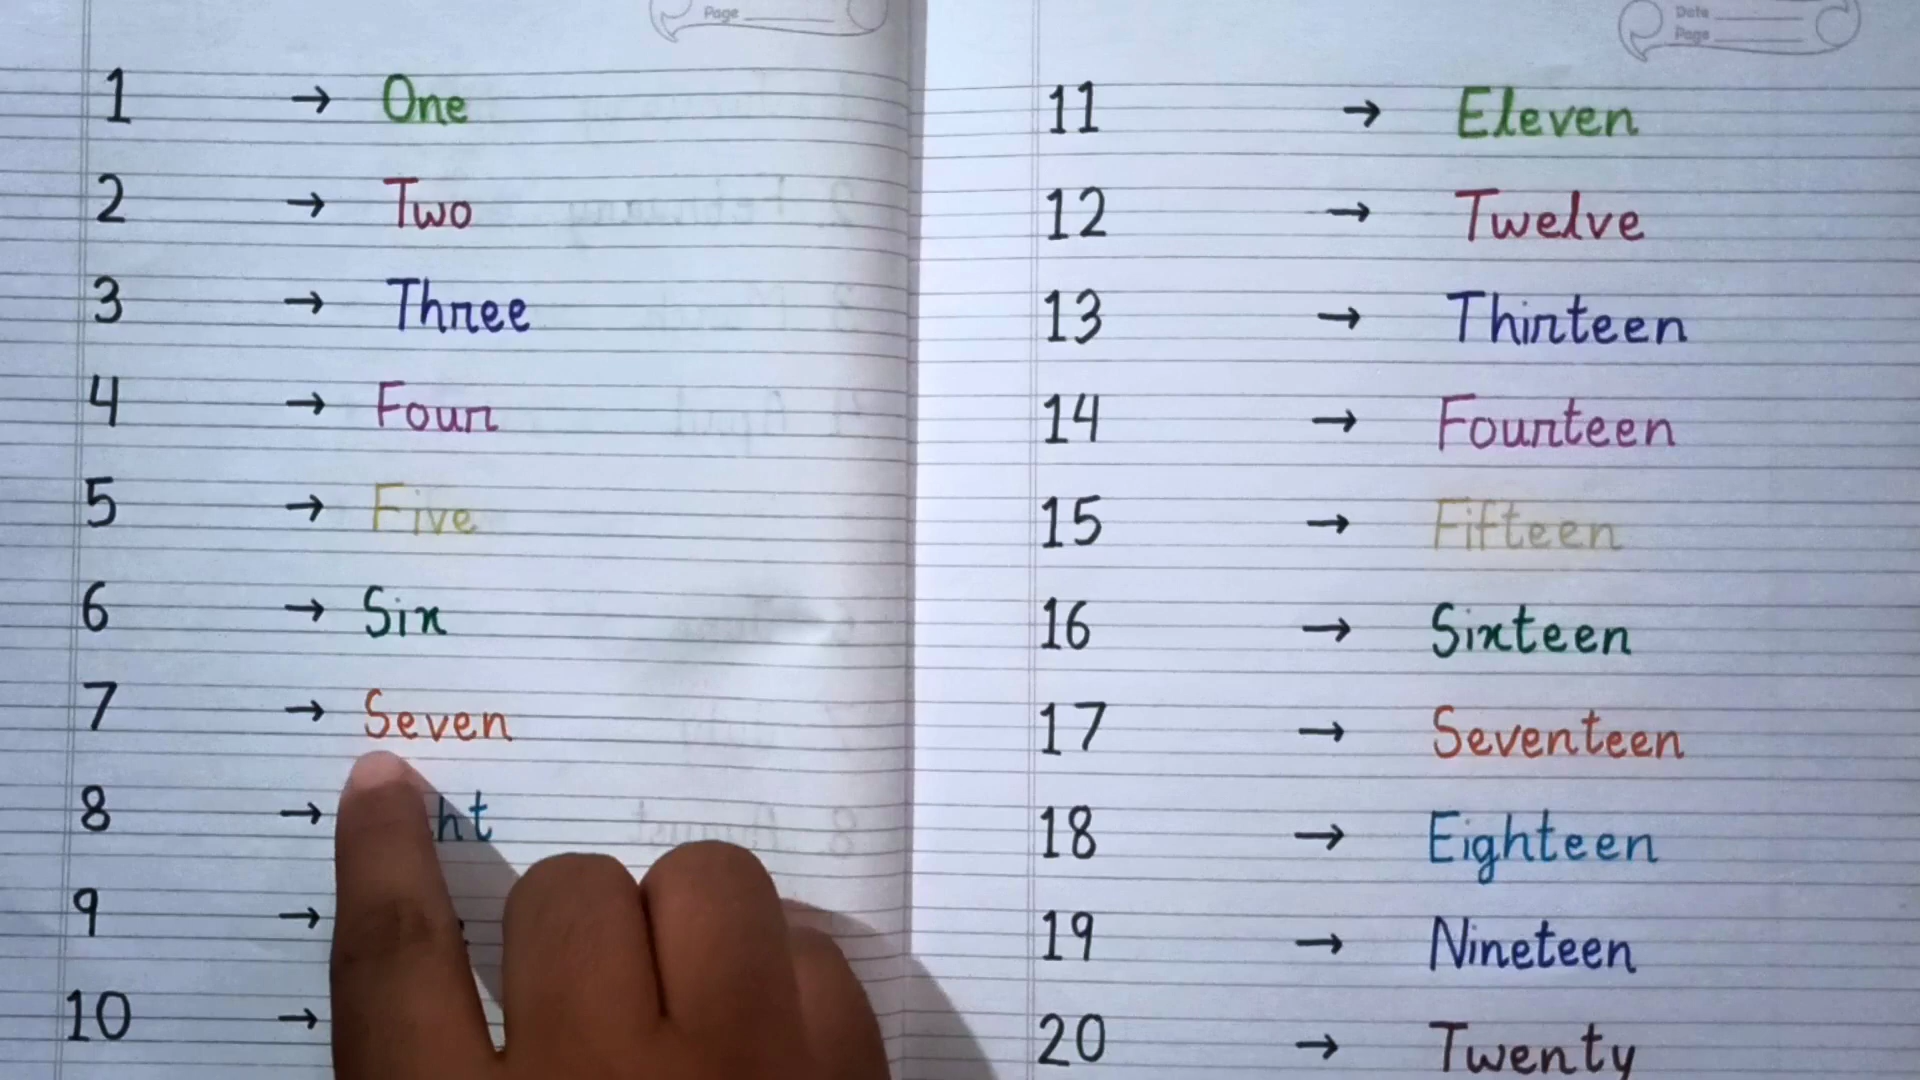 Page
1 → One
2 → Two
3 → Three
4 → Four
5 → Five
6 → Six
7 → Seven
8 → ht
9 →
10 →
Date
Page
11 → Eleven
12 → Twelve
13 → Thirteen
14 → Fourteen
15 → Fifteen
16 → Sixteen
17 → Seventeen
18 → Eighteen
19 → Nineteen
20 → Twenty